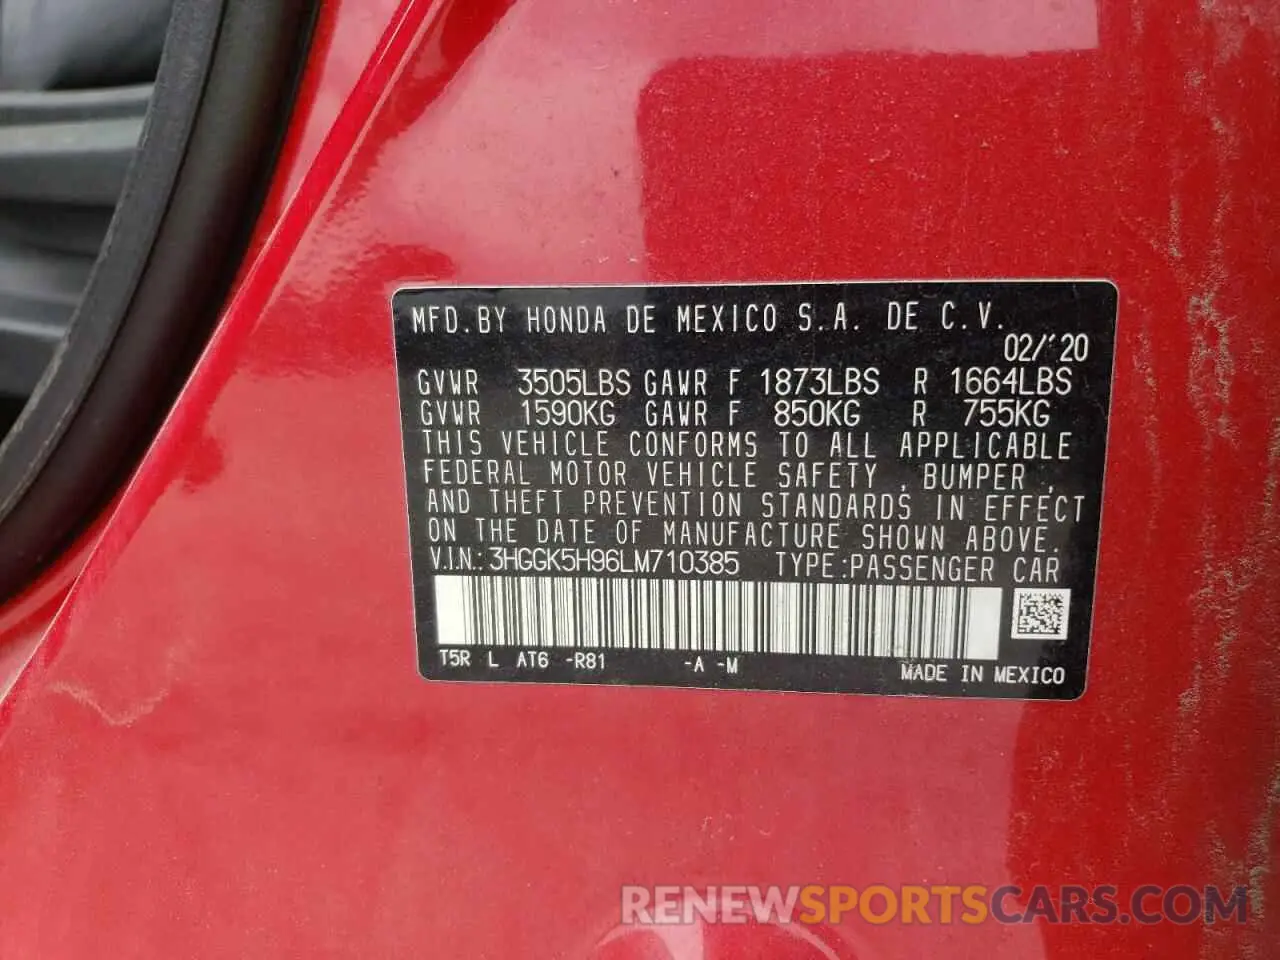 MFD.BY HONDA DE MEXICO S.A. DE C.V.
02/'20
GVWR 3505LBS GAWR F 1873LBS R 1664LBS
GVWR 1590KG GAWR F 850KG R 755KG
THIS VEHICLE CONFORMS TO ALL APPLICABLE
FEDERAL MOTOR VEHICLE SAFETY , BUMPER ,
AND THEFT PREVENTION STANDARDS IN EFFECT
ON THE DATE OF MANUFACTURE SHOWN ABOVE.
V.I.N.: 3HGGK5H96LM710385 TYPE:PASSENGER CAR
T5R L AT6 -R81 -A -M
MADE IN MEXICO
RENEWSPORTSCARS.COM